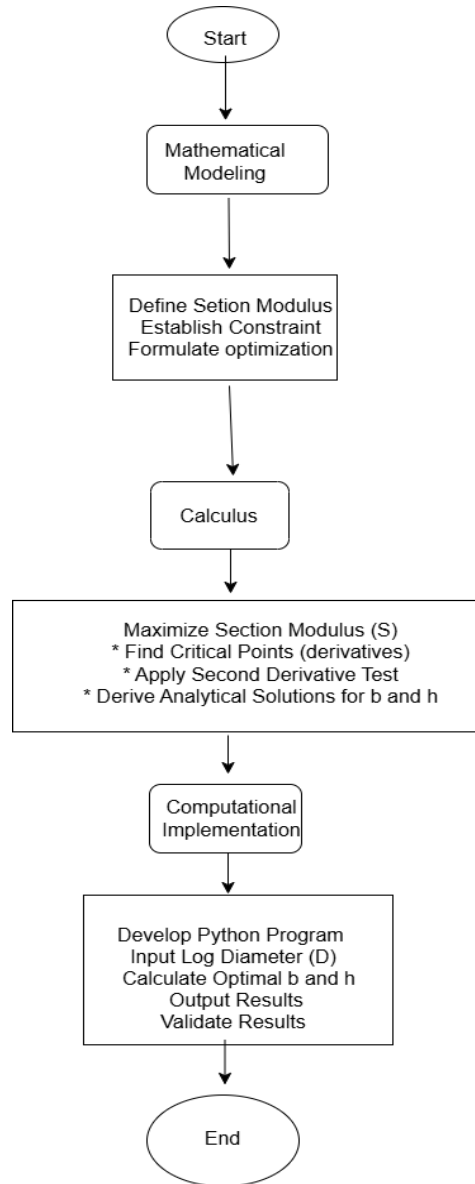 Start
Mathematical
Modeling
Define Setion Modulus
Establish Constraint
Formulate optimization
Calculus
Maximize Section Modulus (S)
* Find Critical Points (derivatives)
* Apply Second Derivative Test
* Derive Analytical Solutions for b and h
Computational
Implementation
Develop Python Program
Input Log Diameter (D)
Calculate Optimal b and h
Output Results
Validate Results
End